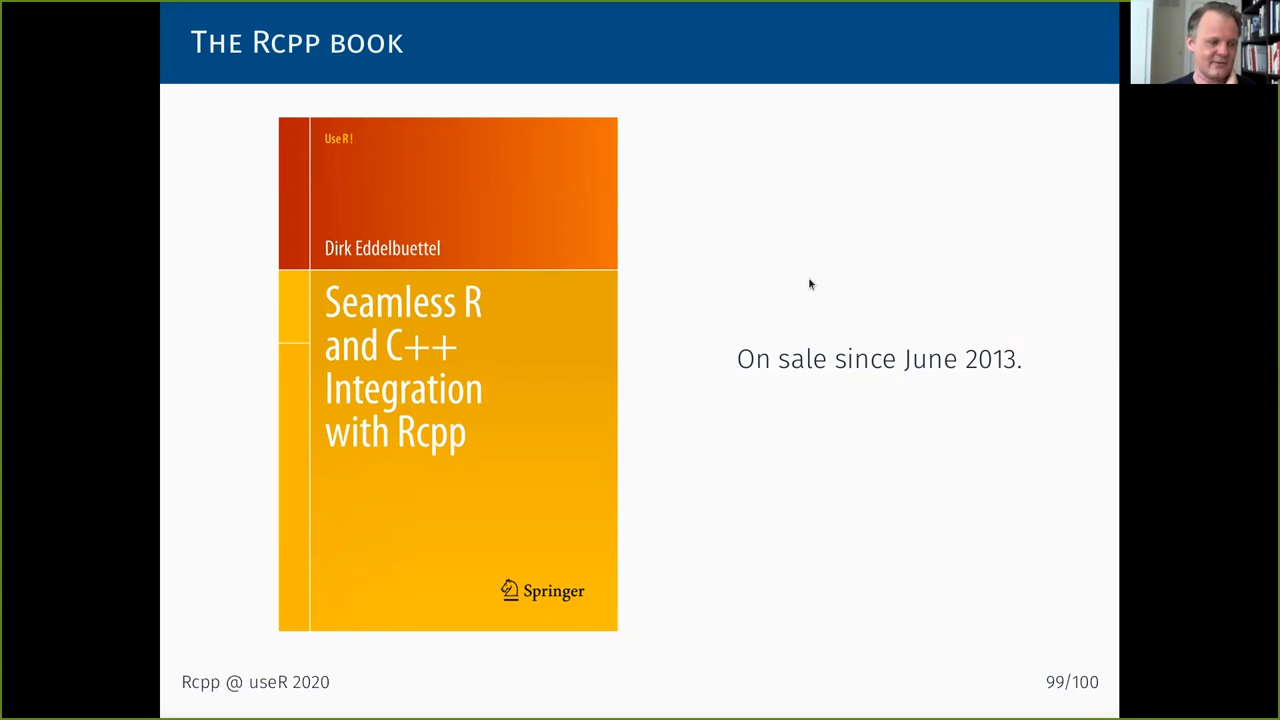 THE RCPP BOOK
Use R!
Dirk Eddelbuettel
Seamless R
and C++
Integration
with Rcpp
Springer
On sale since June 2013.
Rcpp @ useR 2020
99/100